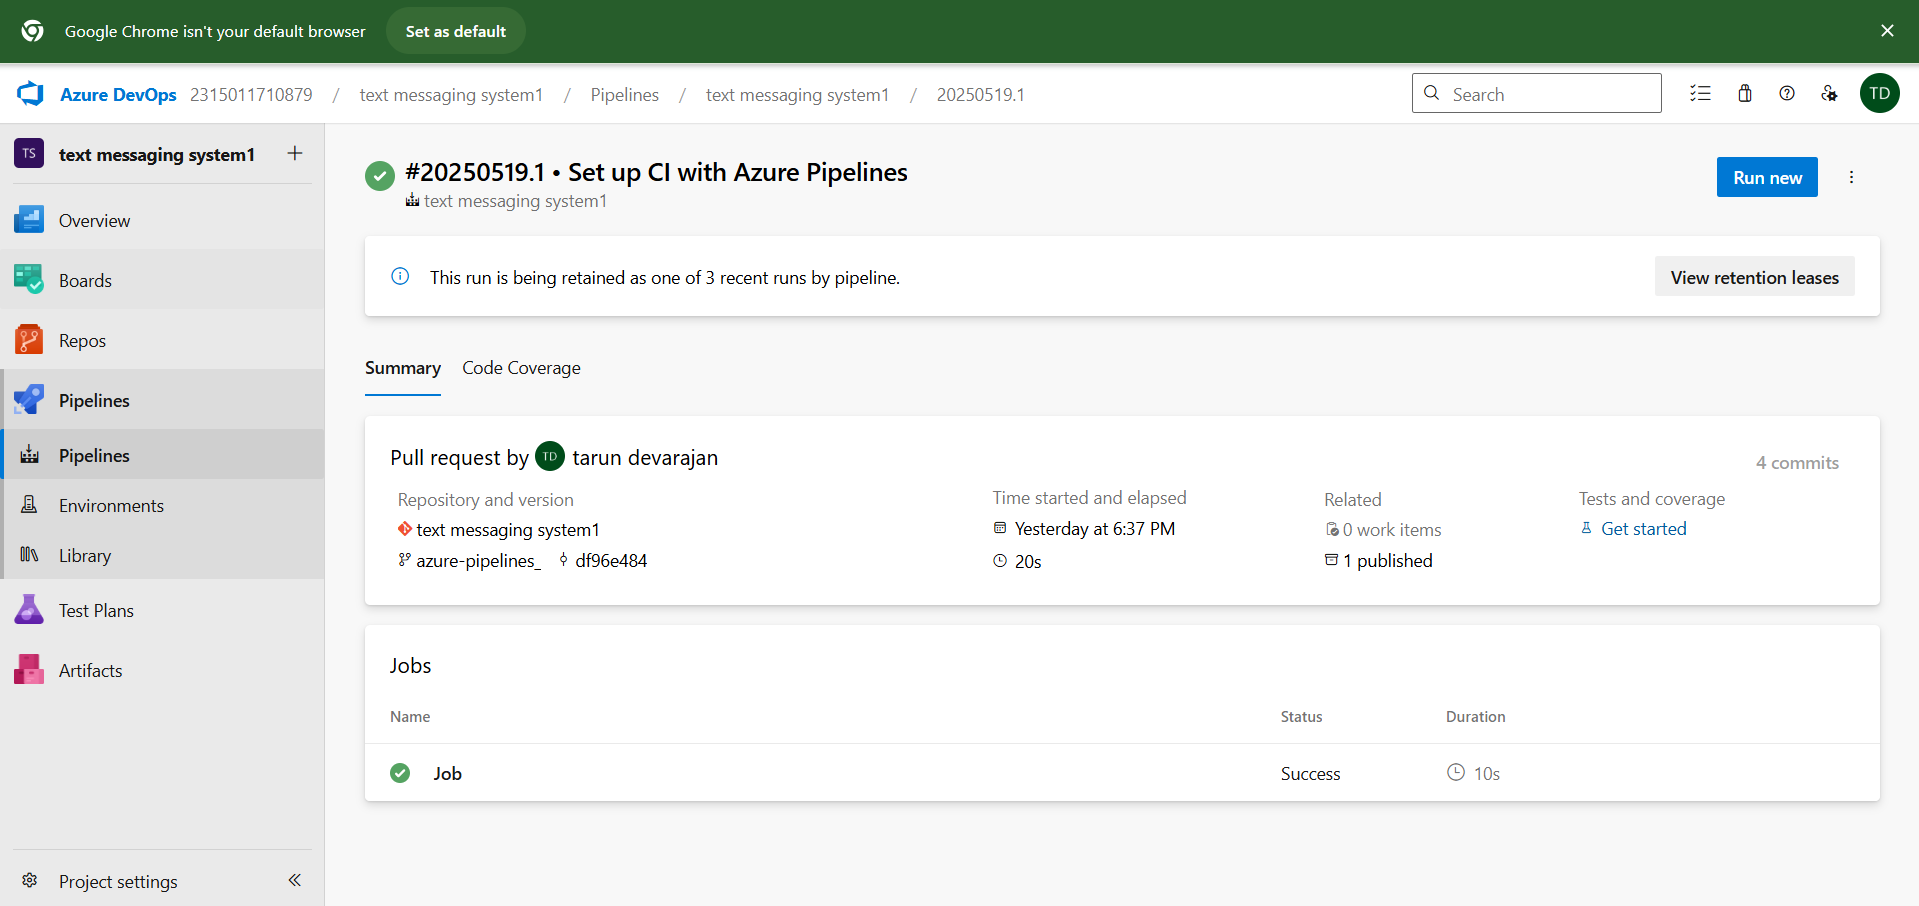 Google Chrome isn't your default browser Set as default
Azure DevOps 2315011710879 / text messaging system1 / Pipelines / text messaging system1 / 20250519.1 Search TD
TS text messaging system1
Overview
Boards
Repos
Pipelines
Pipelines
Environments
Library
Test Plans
Artifacts
Project settings
#20250519.1 • Set up CI with Azure Pipelines
text messaging system1
Run new
This run is being retained as one of 3 recent runs by pipeline. View retention leases
Summary Code Coverage
Pull request by TD tarun devarajan 4 commits
Repository and version
text messaging system1
azure-pipelines_ df96e484
Time started and elapsed
Yesterday at 6:37 PM
20s
Related
0 work items
1 published
Tests and coverage
Get started
Jobs
Name Status Duration
Job Success 10s